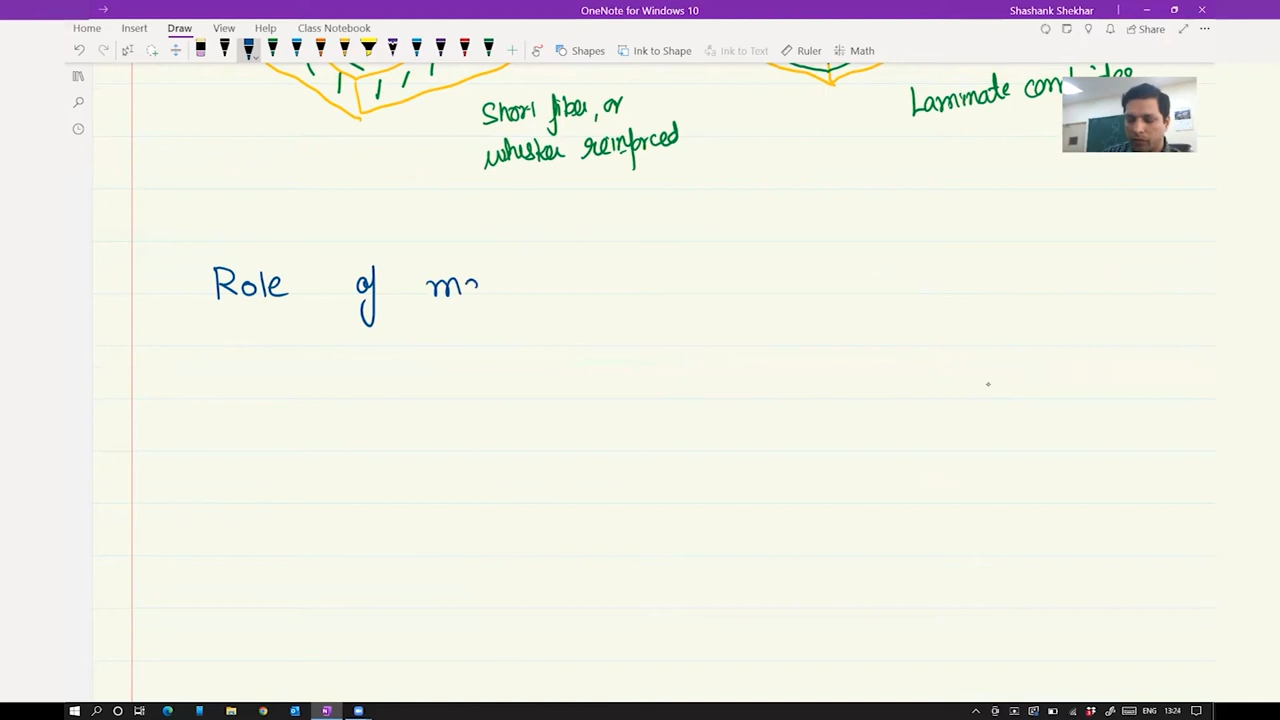 OneNote for Windows 10
Shashank Shekhar
Home Insert Draw View Help Class Notebook
Share
Shapes Ink to Shape Ink to Text Ruler Math
Short fiber, or
whisker reinforced
Laminate
Role of
ENG 13:24